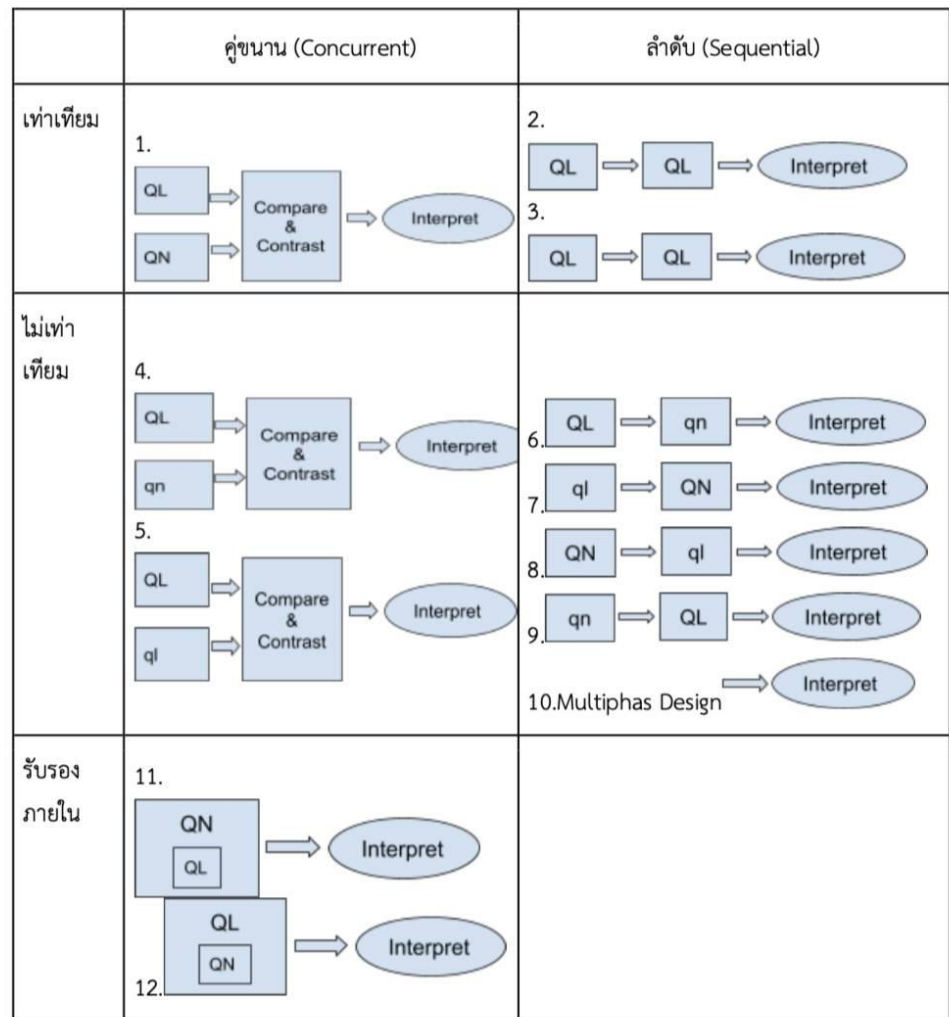 คู่ขนาน (Concurrent)
ลำดับ (Sequential)
เท่าเทียม
1.
QL
QN
Compare
&
Contrast
Interpret
2.
QL
QL
Interpret
3.
QL
QL
Interpret
ไม่เท่า
เทียม
4.
QL
qn
Compare
&
Contrast
Interpret
5.
QL
ql
Compare
&
Contrast
Interpret
6.
QL
qn
Interpret
7.
ql
QN
Interpret
8.
QN
ql
Interpret
9.
qn
QL
Interpret
10.Multiphas Design
Interpret
รับรอง
ภายใน
11.
QN
QL
Interpret
12.
QL
QN
Interpret